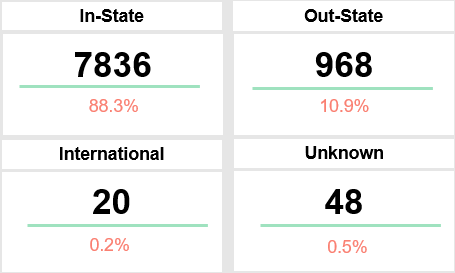 In-State
7836
88.3%
Out-State
968
10.9%
International
20
0.2%
Unknown
48
0.5%